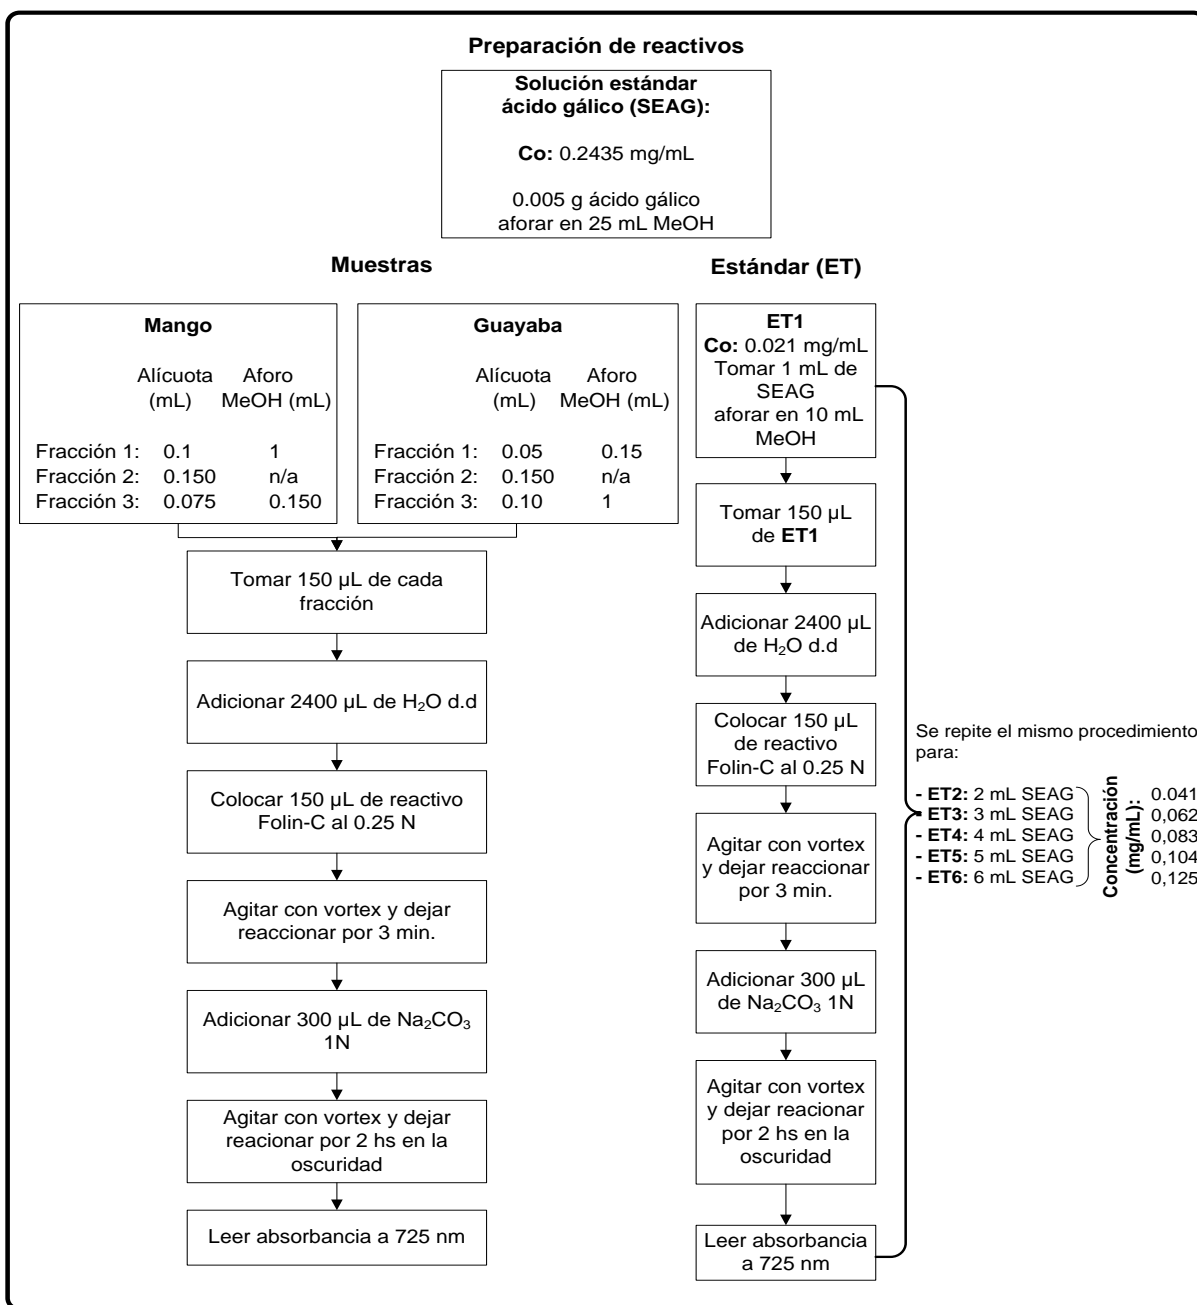 Preparación de reactivos
Solución estándar
ácido gálico (SEAG):
Co: 0.2435 mg/mL
0.005 g ácido gálico
aforar en 25 mL MeOH
Muestras
Mango
Alícuota Aforo
(mL) MeOH (mL)
Fracción 1: 0.1 1
Fracción 2: 0.150 n/a
Fracción 3: 0.075 0.150
Guayaba
Alícuota Aforo
(mL) MeOH (mL)
Fracción 1: 0.05 0.15
Fracción 2: 0.150 n/a
Fracción 3: 0.10 1
Tomar 150 µL de cada
fracción
Adicionar 2400 µL de H₂O d.d
Colocar 150 µL de reactivo
Folin-C al 0.25 N
Agitar con vortex y dejar
reaccionar por 3 min.
Adicionar 300 µL de Na₂CO₃
1N
Agitar con vortex y dejar
reacionar por 2 hs en la
oscuridad
Leer absorbancia a 725 nm
Estándar (ET)
ET1
Co: 0.021 mg/mL
Tomar 1 mL de
SEAG
aforar en 10 mL
MeOH
Tomar 150 µL
de ET1
Adicionar 2400 µL
de H₂O d.d
Colocar 150 µL
de reactivo
Folin-C al 0.25 N
Agitar con vortex
y dejar reaccionar
por 3 min.
Adicionar 300 µL
de Na₂CO₃ 1N
Agitar con vortex
y dejar reacionar
por 2 hs en la
oscuridad
Leer absorbancia
a 725 nm
Se repite el mismo procedimiento
para:
- ET2: 2 mL SEAG
- ET3: 3 mL SEAG
- ET4: 4 mL SEAG
- ET5: 5 mL SEAG
- ET6: 6 mL SEAG
Concentración
(mg/mL):
0.041
0,062
0,083
0,104
0,125